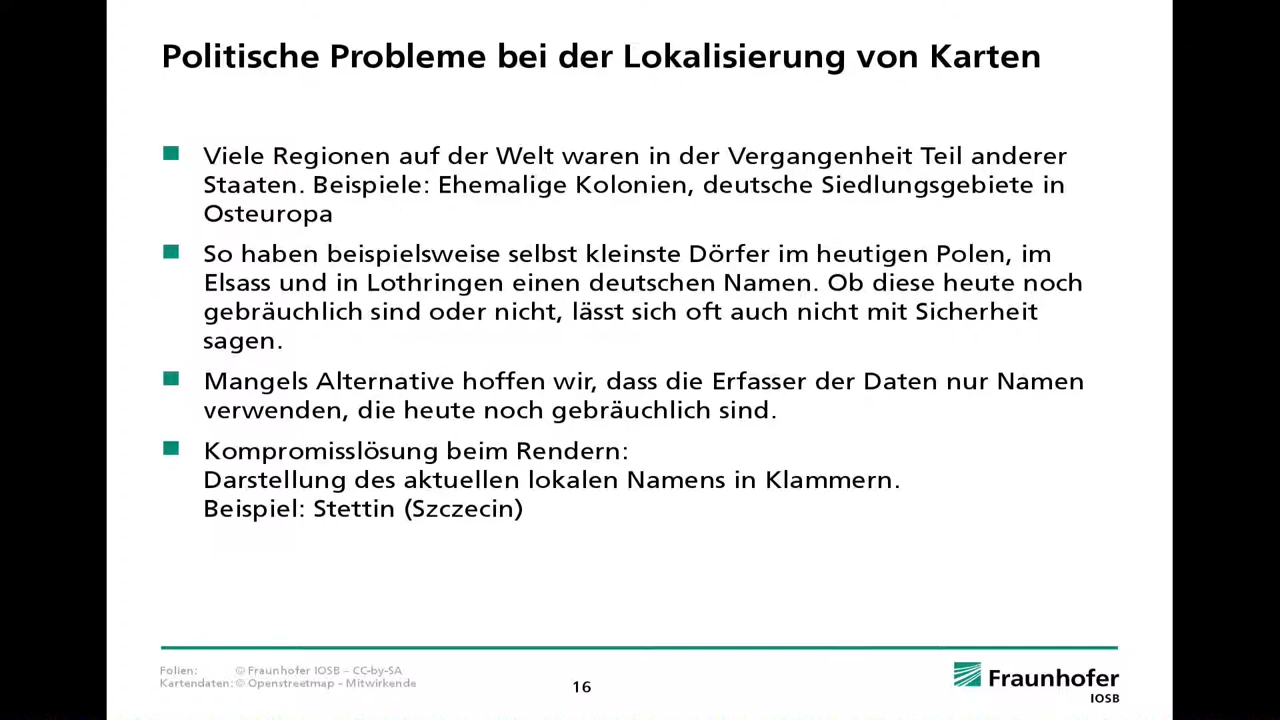 Politische Probleme bei der Lokalisierung von Karten
Viele Regionen auf der Welt waren in der Vergangenheit Teil anderer
Staaten. Beispiele: Ehemalige Kolonien, deutsche Siedlungsgebiete in
Osteuropa
So haben beispielsweise selbst kleinste Dörfer im heutigen Polen, im
Elsass und in Lothringen einen deutschen Namen. Ob diese heute noch
gebräuchlich sind oder nicht, lässt sich oft auch nicht mit Sicherheit
sagen.
Mangels Alternative hoffen wir, dass die Erfasser der Daten nur Namen
verwenden, die heute noch gebräuchlich sind.
Kompromisslösung beim Rendern:
Darstellung des aktuellen lokalen Namens in Klammern.
Beispiel: Stettin (Szczecin)
Folien: © Fraunhofer IOSB – CC-by-SA
Kartendaten: © Openstreetmap - Mitwirkende
16
Fraunhofer
IOSB